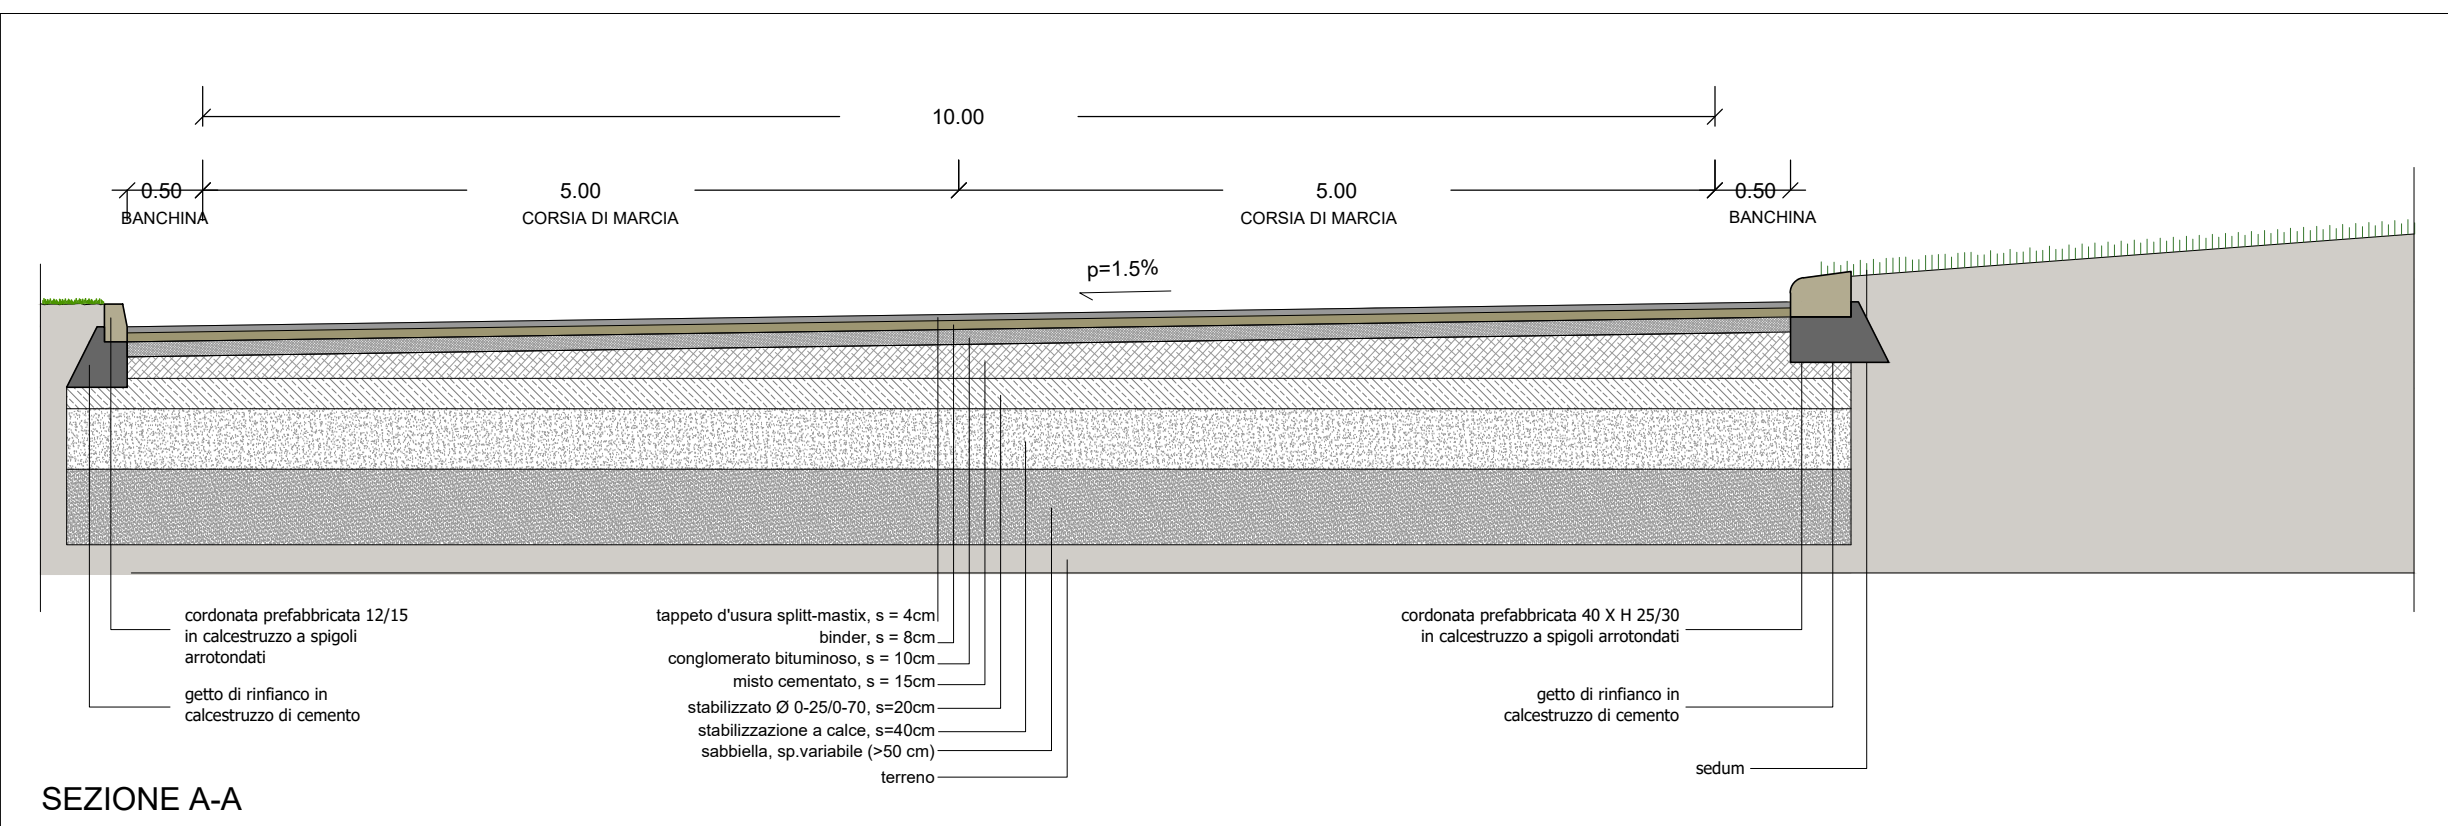 10.00
0.50
5.00
5.00
0.50
BANCHINA
CORSIA DI MARCIA
CORSIA DI MARCIA
BANCHINA
p=1.5%
cordonata prefabbricata 12/15
in calcestruzzo a spigoli
arrotondati
getto di rinfianco in
calcestruzzo di cemento
tappeto d'usura splitt-mastix, s = 4cm
binder, s = 8cm
conglomerato bituminoso, s = 10cm
misto cementato, s = 15cm
stabilizzato Ø 0-25/0-70, s=20cm
stabilizzazione a calce, s=40cm
sabbiella, sp.variabile (>50 cm)
terreno
cordonata prefabbricata 40 X H 25/30
in calcestruzzo a spigoli arrotondati
getto di rinfianco in
calcestruzzo di cemento
sedum
SEZIONE A-A